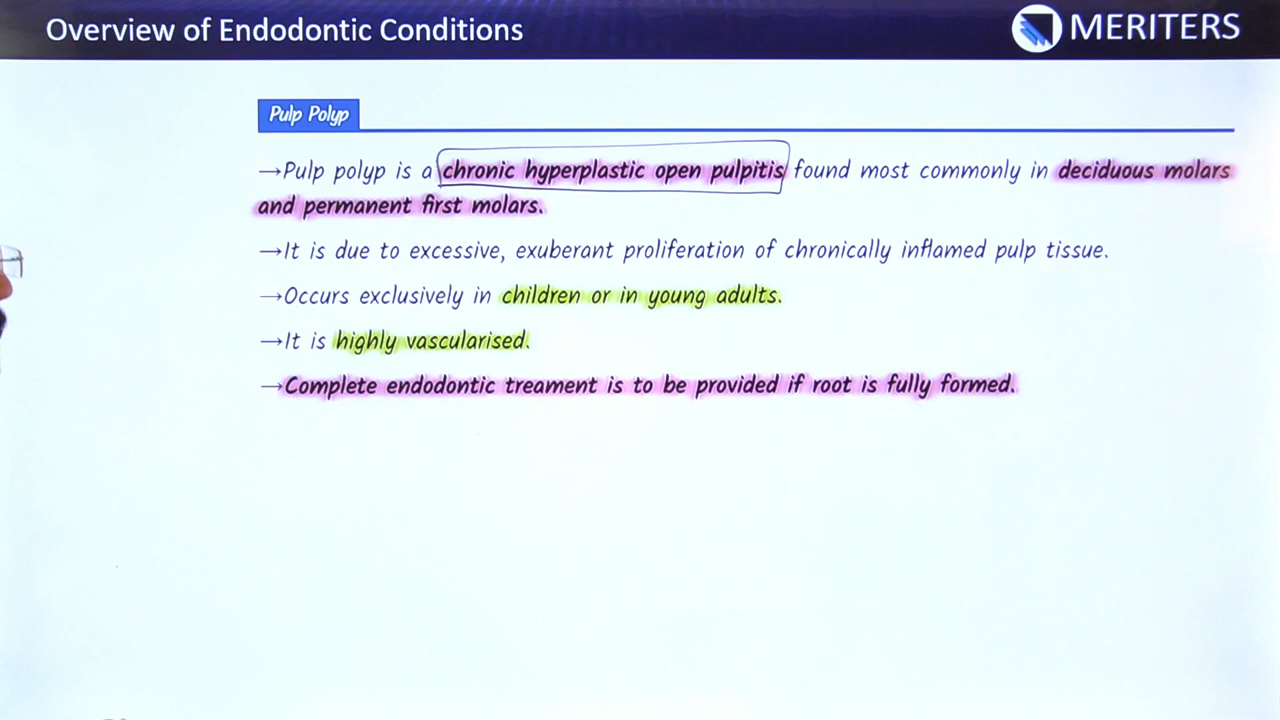 Overview of Endodontic Conditions
MERITERS
Pulp Polyp
→Pulp polyp is a chronic hyperplastic open pulpitis found most commonly in deciduous molars
and permanent first molars.
→It is due to excessive, exuberant proliferation of chronically inflamed pulp tissue.
→Occurs exclusively in children or in young adults.
→It is highly vascularised.
→Complete endodontic treament is to be provided if root is fully formed.